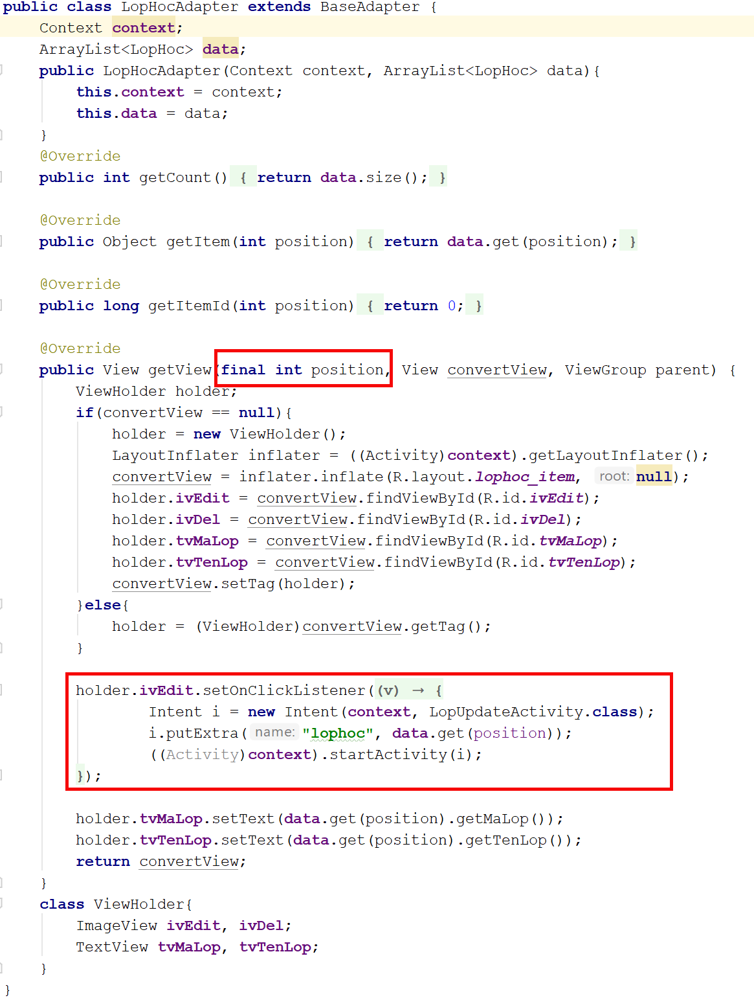 public class LopHocAdapter extends BaseAdapter {
    Context context;
    ArrayList<LopHoc> data;
    public LopHocAdapter(Context context, ArrayList<LopHoc> data){
        this.context = context;
        this.data = data;
    }
    @Override
    public int getCount() { return data.size(); }

    @Override
    public Object getItem(int position) { return data.get(position); }

    @Override
    public long getItemId(int position) { return 0; }

    @Override
    public View getView(final int position, View convertView, ViewGroup parent) {
        ViewHolder holder;
        if(convertView == null){
            holder = new ViewHolder();
            LayoutInflater inflater = ((Activity)context).getLayoutInflater();
            convertView = inflater.inflate(R.layout.lophoc_item, root: null);
            holder.ivEdit = convertView.findViewById(R.id.ivEdit);
            holder.ivDel = convertView.findViewById(R.id.ivDel);
            holder.tvMaLop = convertView.findViewById(R.id.tvMaLop);
            holder.tvTenLop = convertView.findViewById(R.id.tvTenLop);
            convertView.setTag(holder);
        }else{
            holder = (ViewHolder)convertView.getTag();
        }

        holder.ivEdit.setOnClickListener((v) → {
                Intent i = new Intent(context, LopUpdateActivity.class);
                i.putExtra( name: "lophoc", data.get(position));
                ((Activity)context).startActivity(i);
        });

        holder.tvMaLop.setText(data.get(position).getMaLop());
        holder.tvTenLop.setText(data.get(position).getTenLop());
        return convertView;
    }
    class ViewHolder{
        ImageView ivEdit, ivDel;
        TextView tvMaLop, tvTenLop;
    }
}